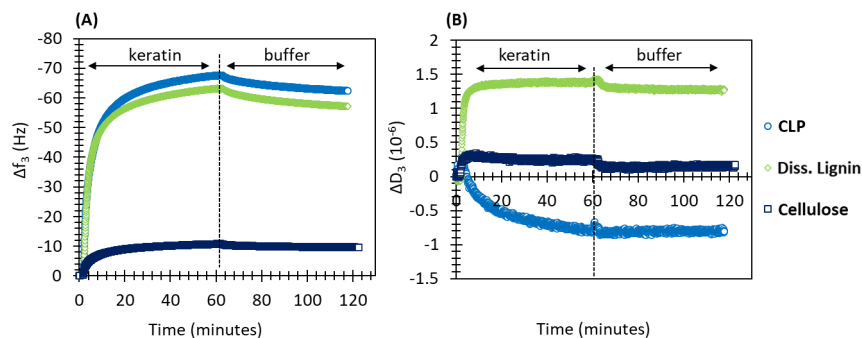 (A)
keratin
buffer
-80
-70
-60
-50
-40
-30
-20
-10
0
Δf₃ (Hz)
0 20 40 60 80 100 120
Time (minutes)
(B)
keratin
buffer
2
1.5
1
0.5
0
-0.5
-1
-1.5
ΔD₃ (10⁻⁶)
0 20 40 60 80 100 120
Time (minutes)
CLP
Diss. Lignin
Cellulose